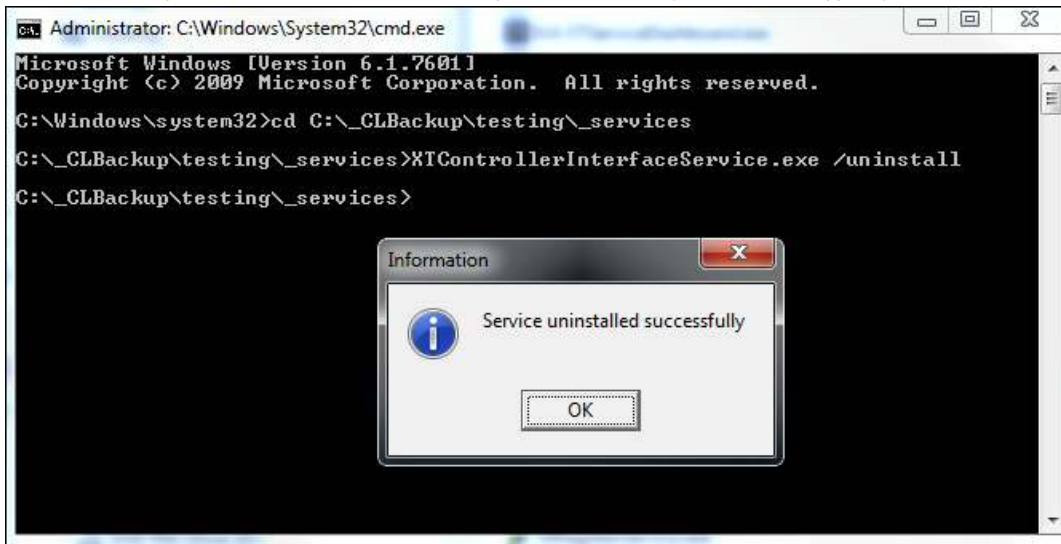 Administrator: C:\Windows\System32\cmd.exe
Microsoft Windows [Version 6.1.7601]
Copyright (c) 2009 Microsoft Corporation.  All rights reserved.
C:\Windows\system32>cd C:\_CLBackup\testing\_services
C:\_CLBackup\testing\_services>XTControllerInterfaceService.exe /uninstall
C:\_CLBackup\testing\_services>
Information
Service uninstalled successfully
OK